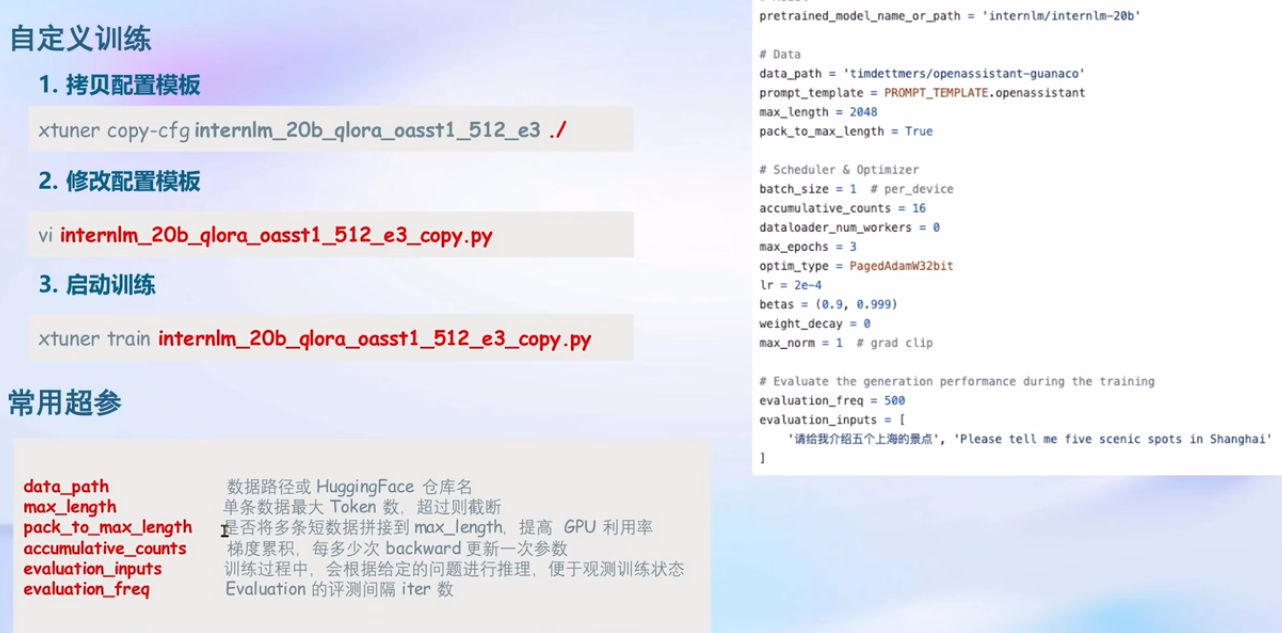 自定义训练
1. 拷贝配置模板
xtuner copy-cfg internlm_20b_qlora_oasst1_512_e3 ./
2. 修改配置模板
vi internlm_20b_qlora_oasst1_512_e3_copy.py
3. 启动训练
xtuner train internlm_20b_qlora_oasst1_512_e3_copy.py
常用超参
data_path 数据路径或 HuggingFace 仓库名
max_length 单条数据最大 Token 数，超过则截断
pack_to_max_length 是否将多条短数据拼接到 max_length，提高 GPU 利用率
accumulative_counts 梯度累积，每多少次 backward 更新一次参数
evaluation_inputs 训练过程中，会根据给定的问题进行推理，便于观测训练状态
evaluation_freq Evaluation 的评测间隔 iter 数
pretrained_model_name_or_path = 'internlm/internlm-20b'
# Data
data_path = 'timdettmers/openassistant-guanaco'
prompt_template = PROMPT_TEMPLATE.openassistant
max_length = 2048
pack_to_max_length = True
# Scheduler & Optimizer
batch_size = 1 # per_device
accumulative_counts = 16
dataloader_num_workers = 0
max_epochs = 3
optim_type = PagedAdamW32bit
lr = 2e-4
betas = (0.9, 0.999)
weight_decay = 0
max_norm = 1 # grad clip
# Evaluate the generation performance during the training
evaluation_freq = 500
evaluation_inputs = [
'请给我介绍五个上海的景点', 'Please tell me five scenic spots in Shanghai'
]